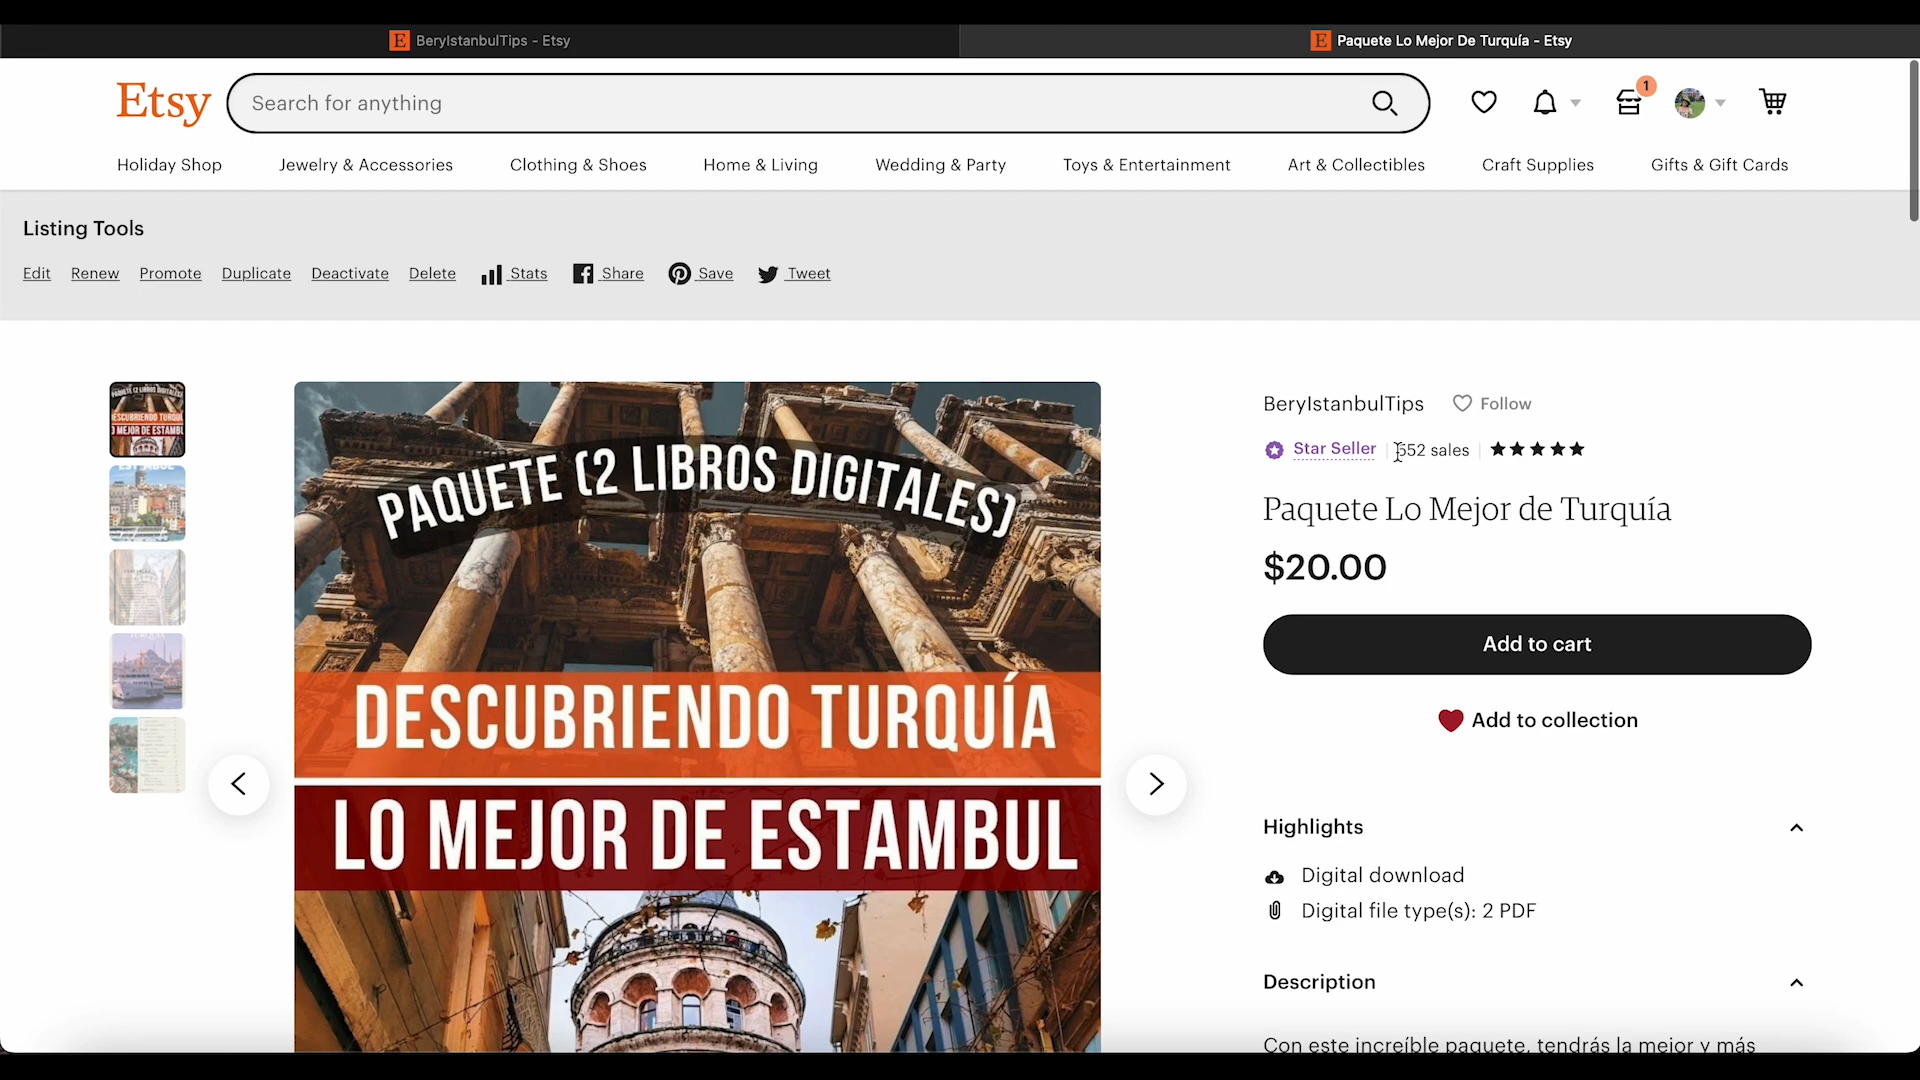 BeryIstanbulTips - Etsy
Paquete Lo Mejor De Turquía - Etsy
Etsy
Search for anything
1
Holiday Shop
Jewelry & Accessories
Clothing & Shoes
Home & Living
Wedding & Party
Toys & Entertainment
Art & Collectibles
Craft Supplies
Gifts & Gift Cards
Listing Tools
Edit
Renew
Promote
Duplicate
Deactivate
Delete
Stats
Share
Save
Tweet
PAQUETE (2 LIBROS DIGITALES)
DESCUBRIENDO TURQUÍA
LO MEJOR DE ESTAMBUL
BeryIstanbulTips
Follow
Star Seller
sales
Paquete Lo Mejor de Turquía
$20.00
Add to cart
Add to collection
Highlights
Digital download
Digital file type(s): 2 PDF
Description
Con este increíble paquete, tendrás la mejor y más